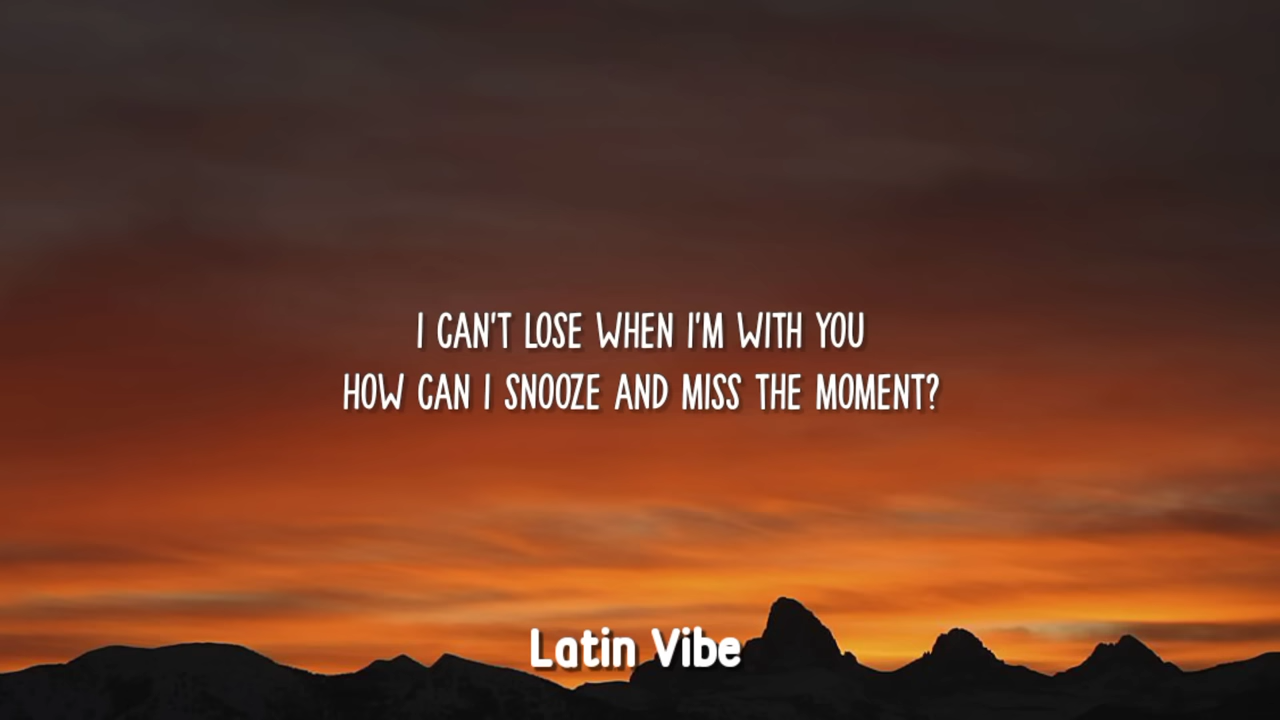 I CAN'T LOSE WHEN I'M WITH YOU
HOW CAN I SNOOZE AND MISS THE MOMENT?
Latin Vibe